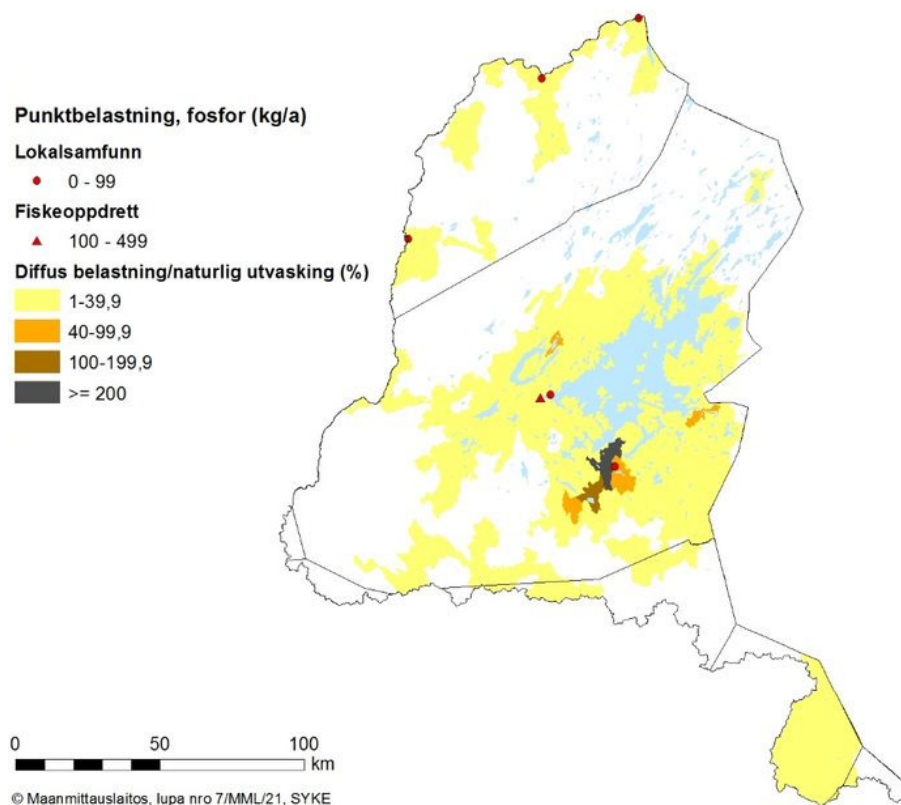 Punktbelastning, fosfor (kg/a)
Lokalsamfunn
0 - 99
Fiskeoppdrett
100 - 499
Diffus belastning/naturlig utvasking (%)
1-39,9
40-99,9
100-199,9
>= 200
0 50 100
km
© Maanmittauslaitos, lupa nro 7/MML/21, SYKE